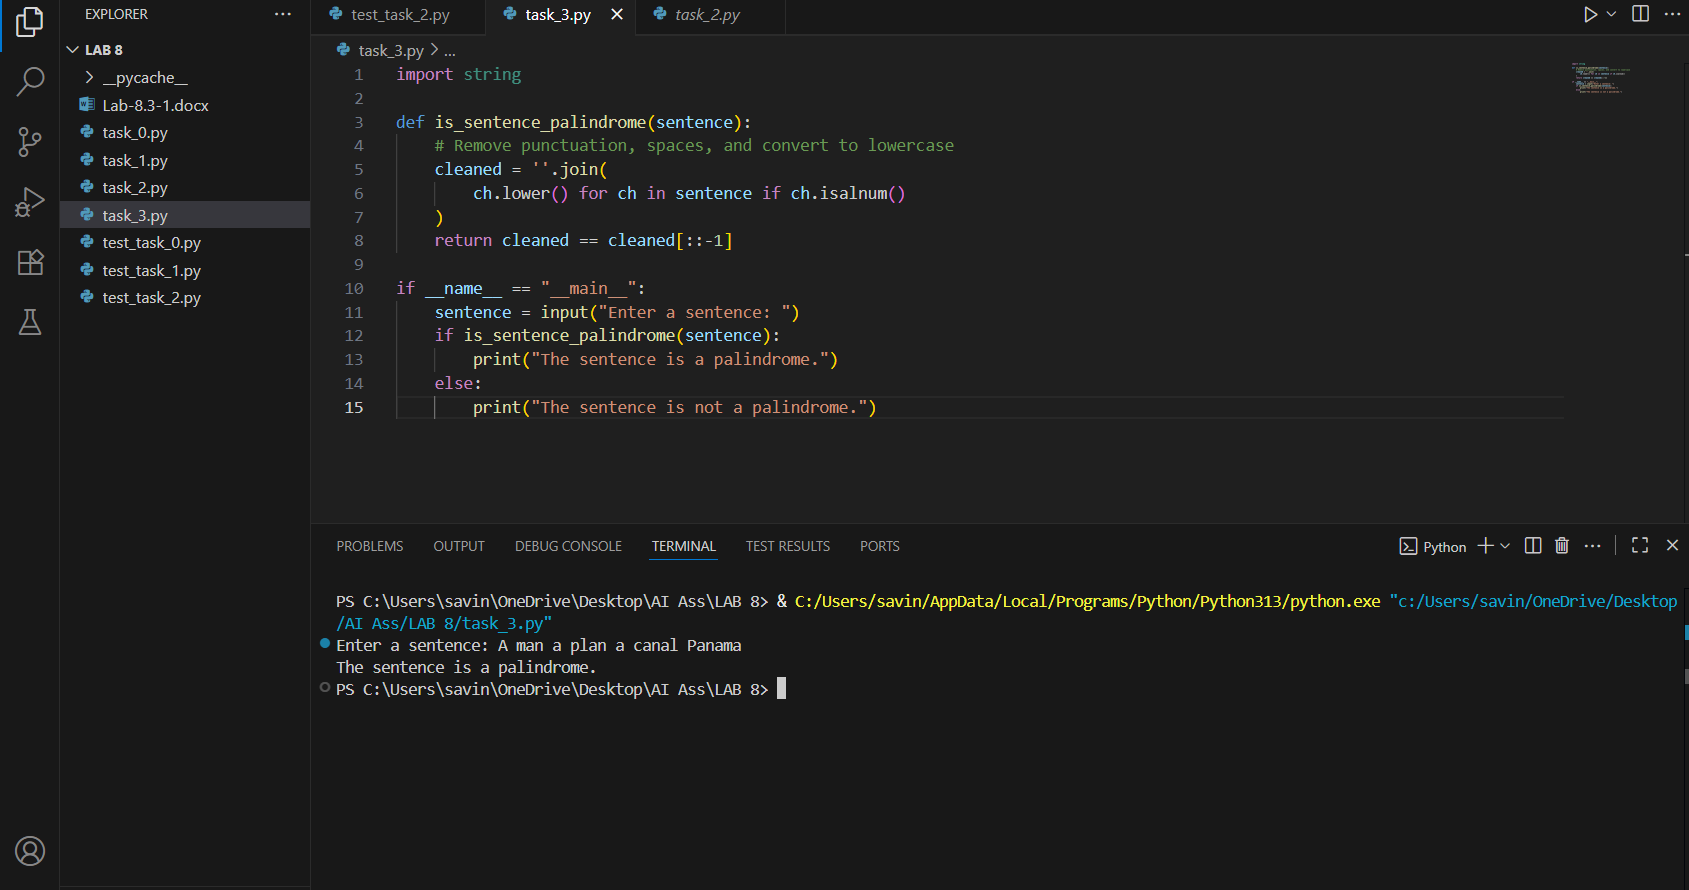 EXPLORER
LAB 8
__pycache__
Lab-8.3-1.docx
task_0.py
task_1.py
task_2.py
task_3.py
test_task_0.py
test_task_1.py
test_task_2.py
test_task_2.py task_3.py task_2.py
task_3.py > ...
1 import string
2
3 def is_sentence_palindrome(sentence):
4 # Remove punctuation, spaces, and convert to lowercase
5 cleaned = ''.join(
6 ch.lower() for ch in sentence if ch.isalnum()
7 )
8 return cleaned == cleaned[::-1]
9
10 if __name__ == "__main__":
11 sentence = input("Enter a sentence: ")
12 if is_sentence_palindrome(sentence):
13 print("The sentence is a palindrome.")
14 else:
15 print("The sentence is not a palindrome.")
PROBLEMS OUTPUT DEBUG CONSOLE TERMINAL TEST RESULTS PORTS Python
PS C:\Users\savin\OneDrive\Desktop\AI Ass\LAB 8> & C:/Users/savin/AppData/Local/Programs/Python/Python313/python.exe "c:/Users/savin/OneDrive/Desktop
/AI Ass/LAB 8/task_3.py"
Enter a sentence: A man a plan a canal Panama
The sentence is a palindrome.
PS C:\Users\savin\OneDrive\Desktop\AI Ass\LAB 8>